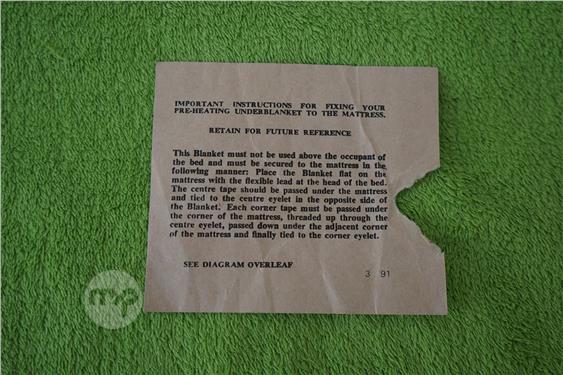 IMPORTANT INSTRUCTIONS FOR FIXING YOUR
PRE-HEATING UNDERBLANKET TO THE MATTRESS.
RETAIN FOR FUTURE REFERENCE
This Blanket must not be used above the occupant of
the bed and must be secured to the mattress in the
following manner: Place the Blanket flat on the
mattress with the flexible lead at the head of the bed.
The centre tape should be passed under the mattress
and tied to the centre eyelet in the opposite side of
the Blanket. Each corner tape must be passed under
the corner of the mattress, threaded up through the
centre eyelet, passed down under the adjacent corner
of the mattress and finally tied to the corner eyelet.
SEE DIAGRAM OVERLEAF
3 91
mp